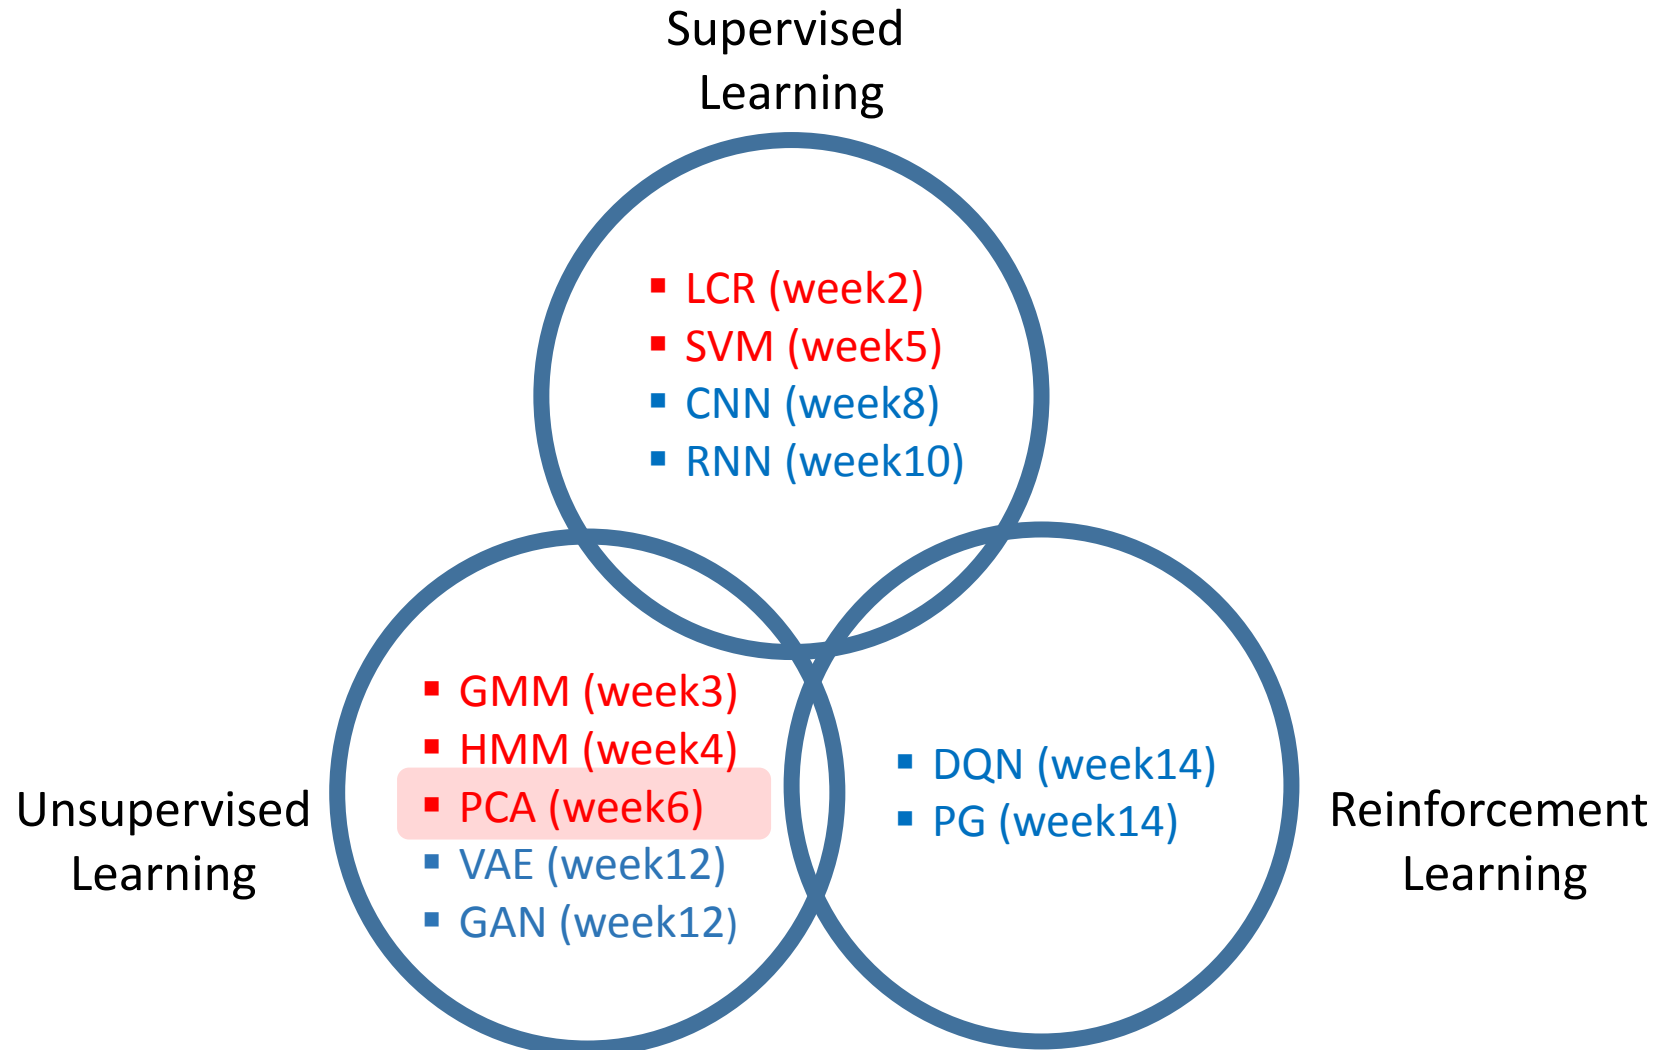 Supervised
Learning
▪ LCR (week2)
▪ SVM (week5)
▪ CNN (week8)
▪ RNN (week10)
▪ GMM (week3)
▪ HMM (week4)
▪ PCA (week6)
▪ VAE (week12)
▪ GAN (week12)
Unsupervised
Learning
▪ DQN (week14)
▪ PG (week14)
Reinforcement
Learning